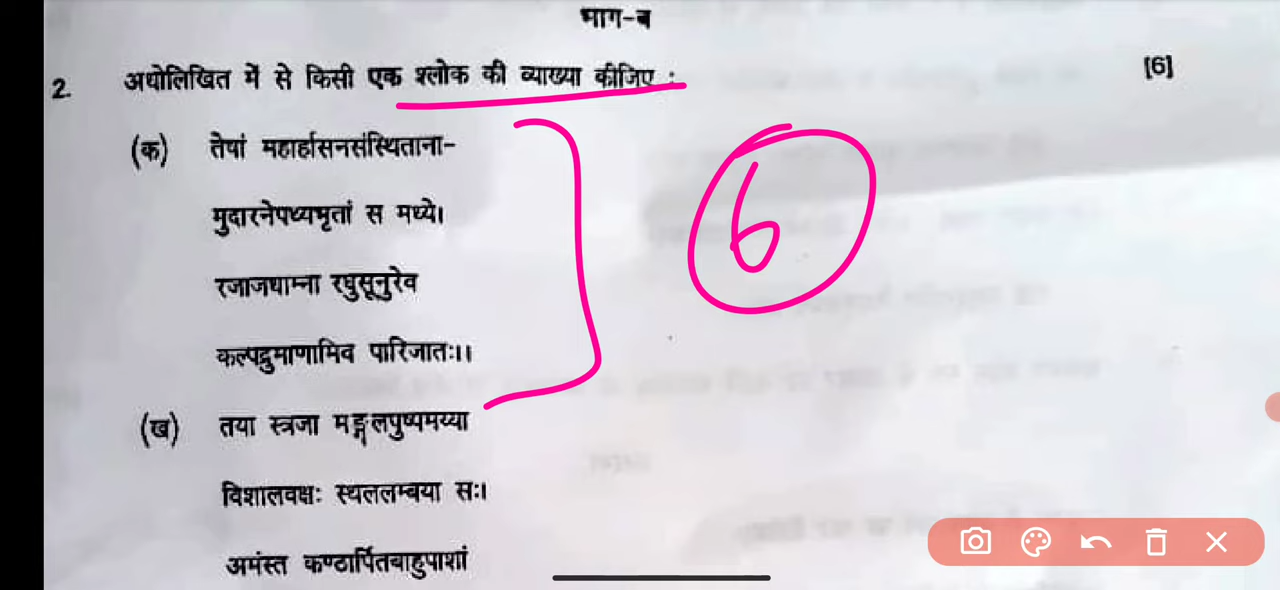 भाग-ब
2. अधोलिखित में से किसी एक श्लोक की व्याख्या कीजिए : [6]
(क) तेषां महार्हासनसंस्थिताना-
मुदारनेपथ्यभृतां स मध्ये।
रजाजधाम्ना रघुसूनुरेव
कल्पद्रुमाणामिव पारिजातः।।
6
(ख) तया स्त्रजा मङ्गलपुष्पमय्या
विशालवक्षः स्थललम्बया सः।
अमंस्त कण्ठार्पितबाहुपाशां